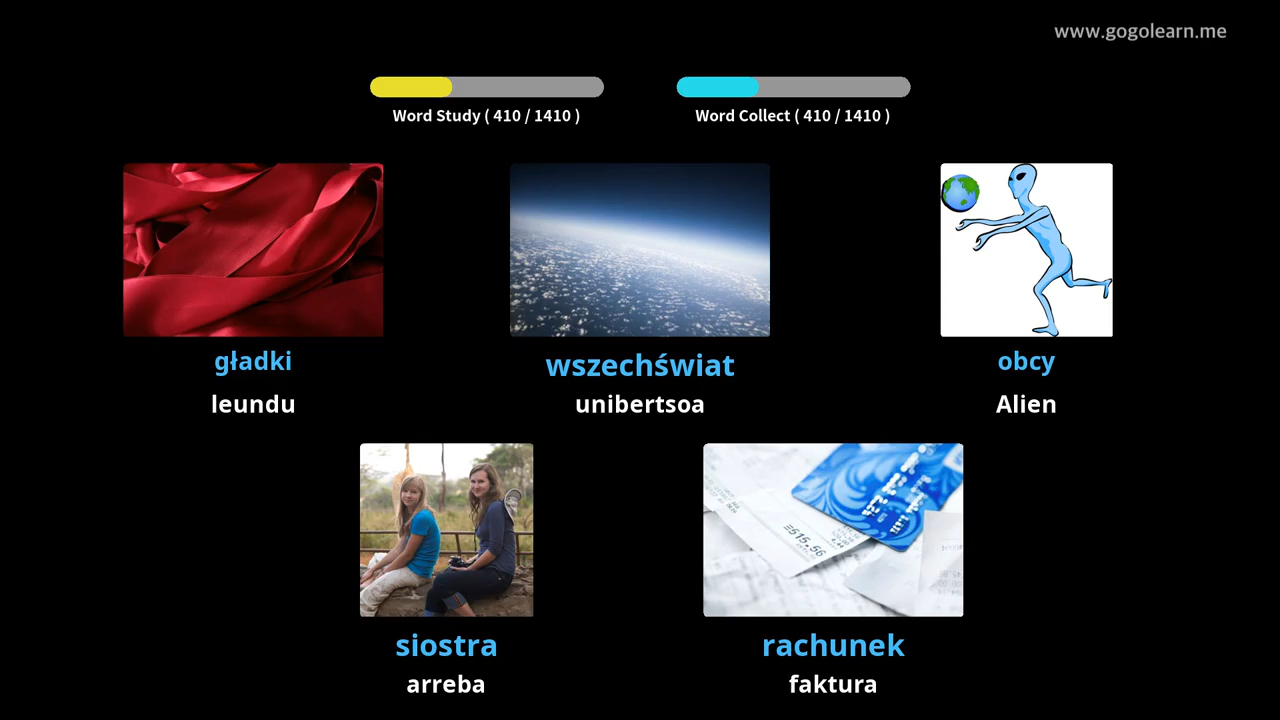 www.gogolearn.me
Word Study ( 410 / 1410 )
Word Collect ( 410 / 1410 )
gładki
wszechświat
obcy
leundu
unibertsoa
Alien
siostra
rachunek
arreba
faktura